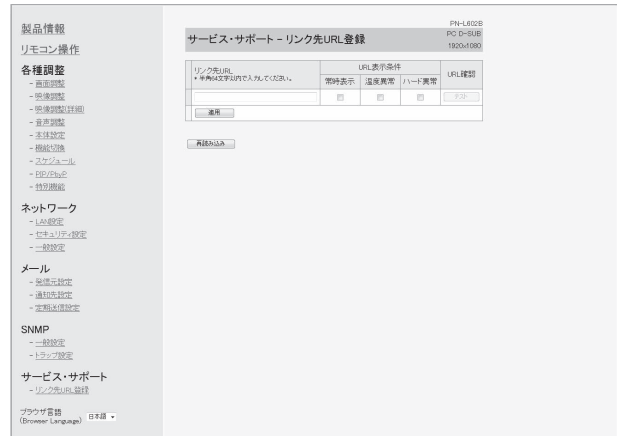 製品情報
リモコン操作
各種調整
- 画面調整
- 映像調整
- 映像調整(詳細)
- 音声調整
- 本体設定
- 機能切換
- スケジュール
- PIP/PbyP
- 特別機能
ネットワーク
- LAN設定
- セキュリティ設定
- 一般設定
メール
- 発信元設定
- 通知先設定
- 定期送信設定
SNMP
- 一般設定
- トラップ設定
サービス・サポート
- リンク先URL登録
ブラウザ言語
(Browser Language) 日本語
PN-L602B
サービス・サポート – リンク先URL登録 PC D-SUB
1920x1080
リンク先URL
* 半角64文字以内で入力してください。
URL表示条件
URL確認
常時表示 温度異常 ハード異常
テスト
適用
再読み込み